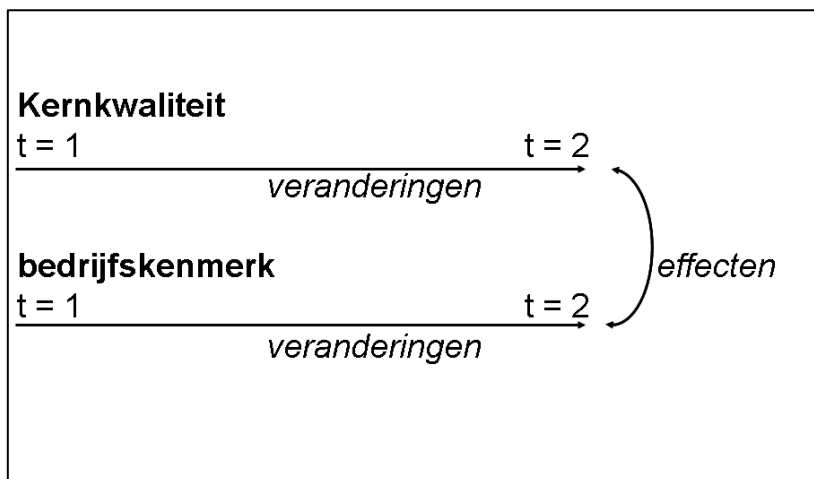 Kernkwaliteit
t = 1 t = 2
veranderingen
bedrijfskenmerk
effecten
t = 1 t = 2
veranderingen